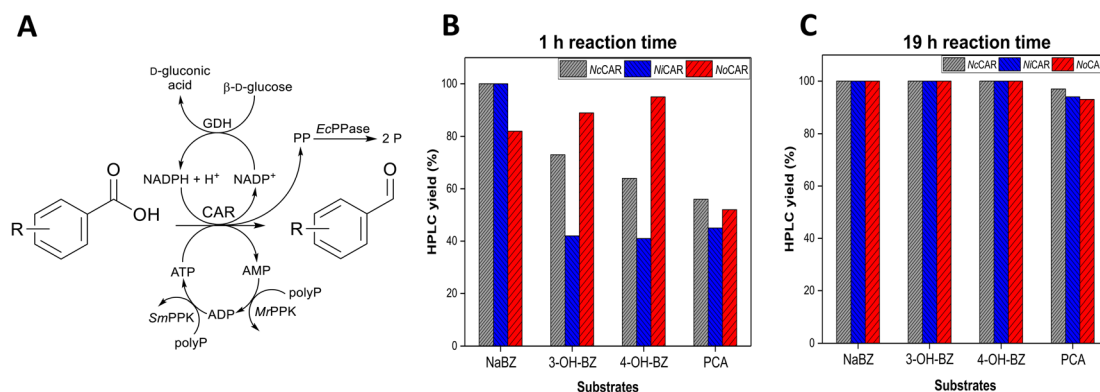 A
D-gluconic
acid
β-D-glucose
GDH
NADPH + H⁺
NADP⁺
PP
EcPPase
2 P
O
OH
R
CAR
O
R
ATP
AMP
polyP
SmPPK
ADP
MrPPK
polyP
B
1 h reaction time
NcCAR NiCAR NoCAR
HPLC yield (%)
100
80
60
40
20
0
NaBZ 3-OH-BZ 4-OH-BZ PCA
Substrates
C
19 h reaction time
NcCAR NiCAR NoCAR
HPLC yield (%)
100
80
60
40
20
0
NaBZ 3-OH-BZ 4-OH-BZ PCA
Substrates